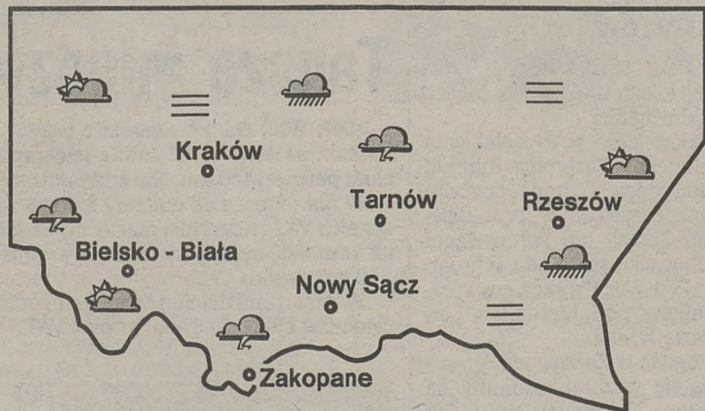 Kraków
Tarnów
Rzeszów
Bielsko - Biała
Nowy Sącz
Zakopane